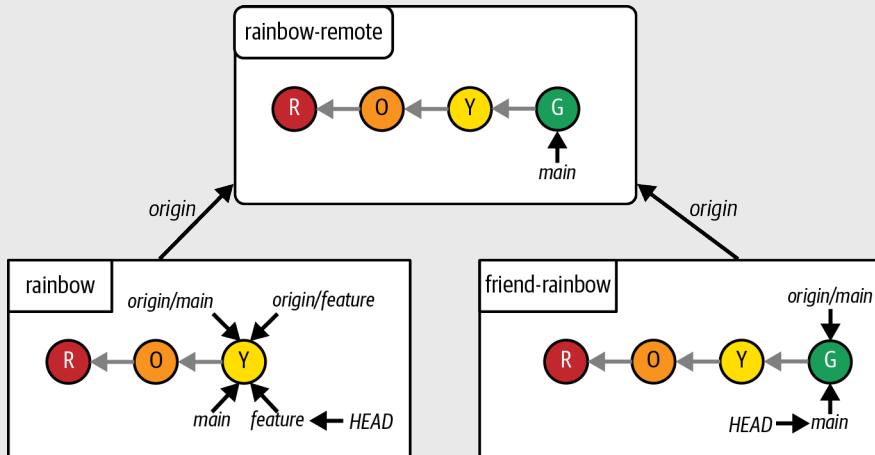 rainbow-remote
R O Y G
main
origin origin
rainbow
origin/main origin/feature
R O Y
main feature HEAD
friend-rainbow
origin/main
R O Y G
HEAD main